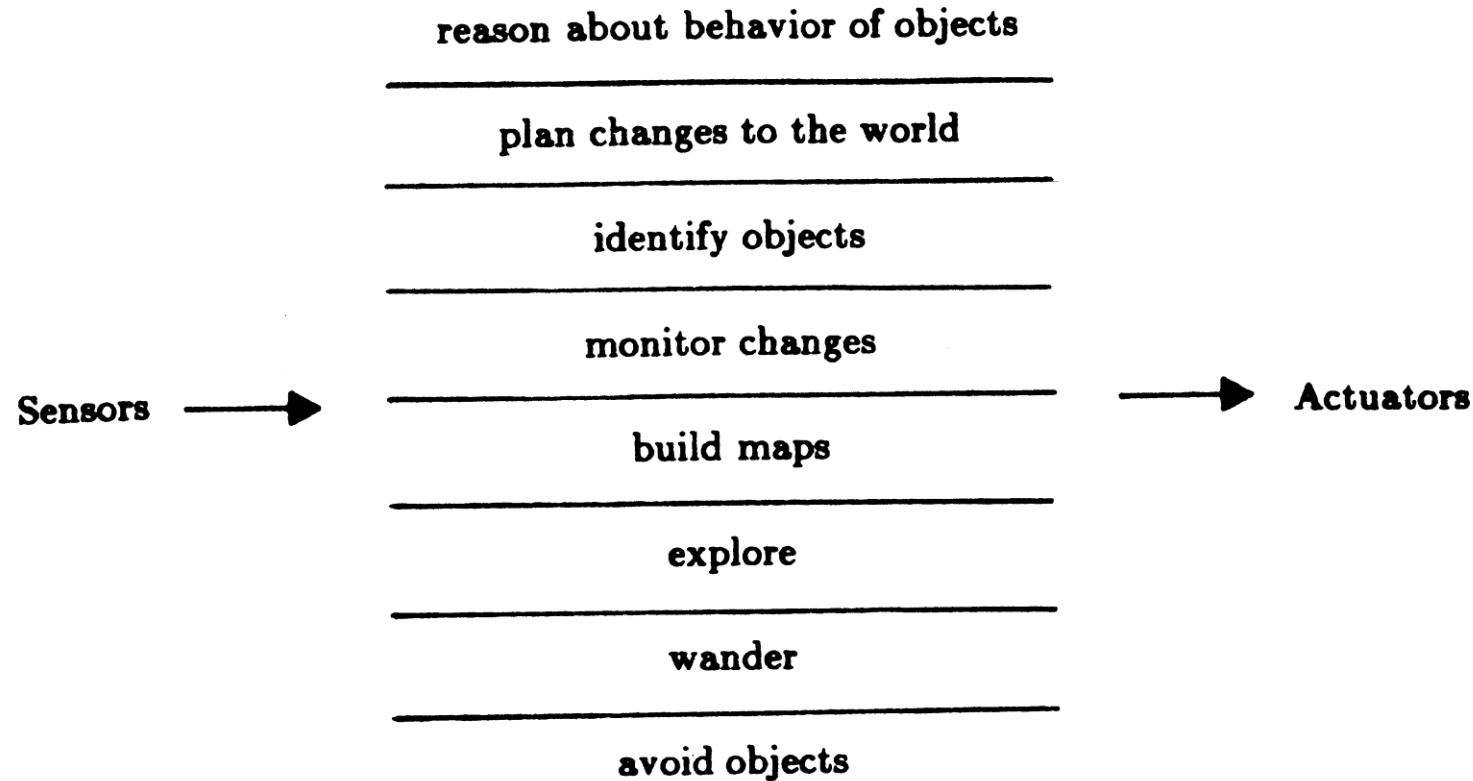 reason about behavior of objects
plan changes to the world
identify objects
monitor changes
Sensors
Actuators
build maps
explore
wander
avoid objects